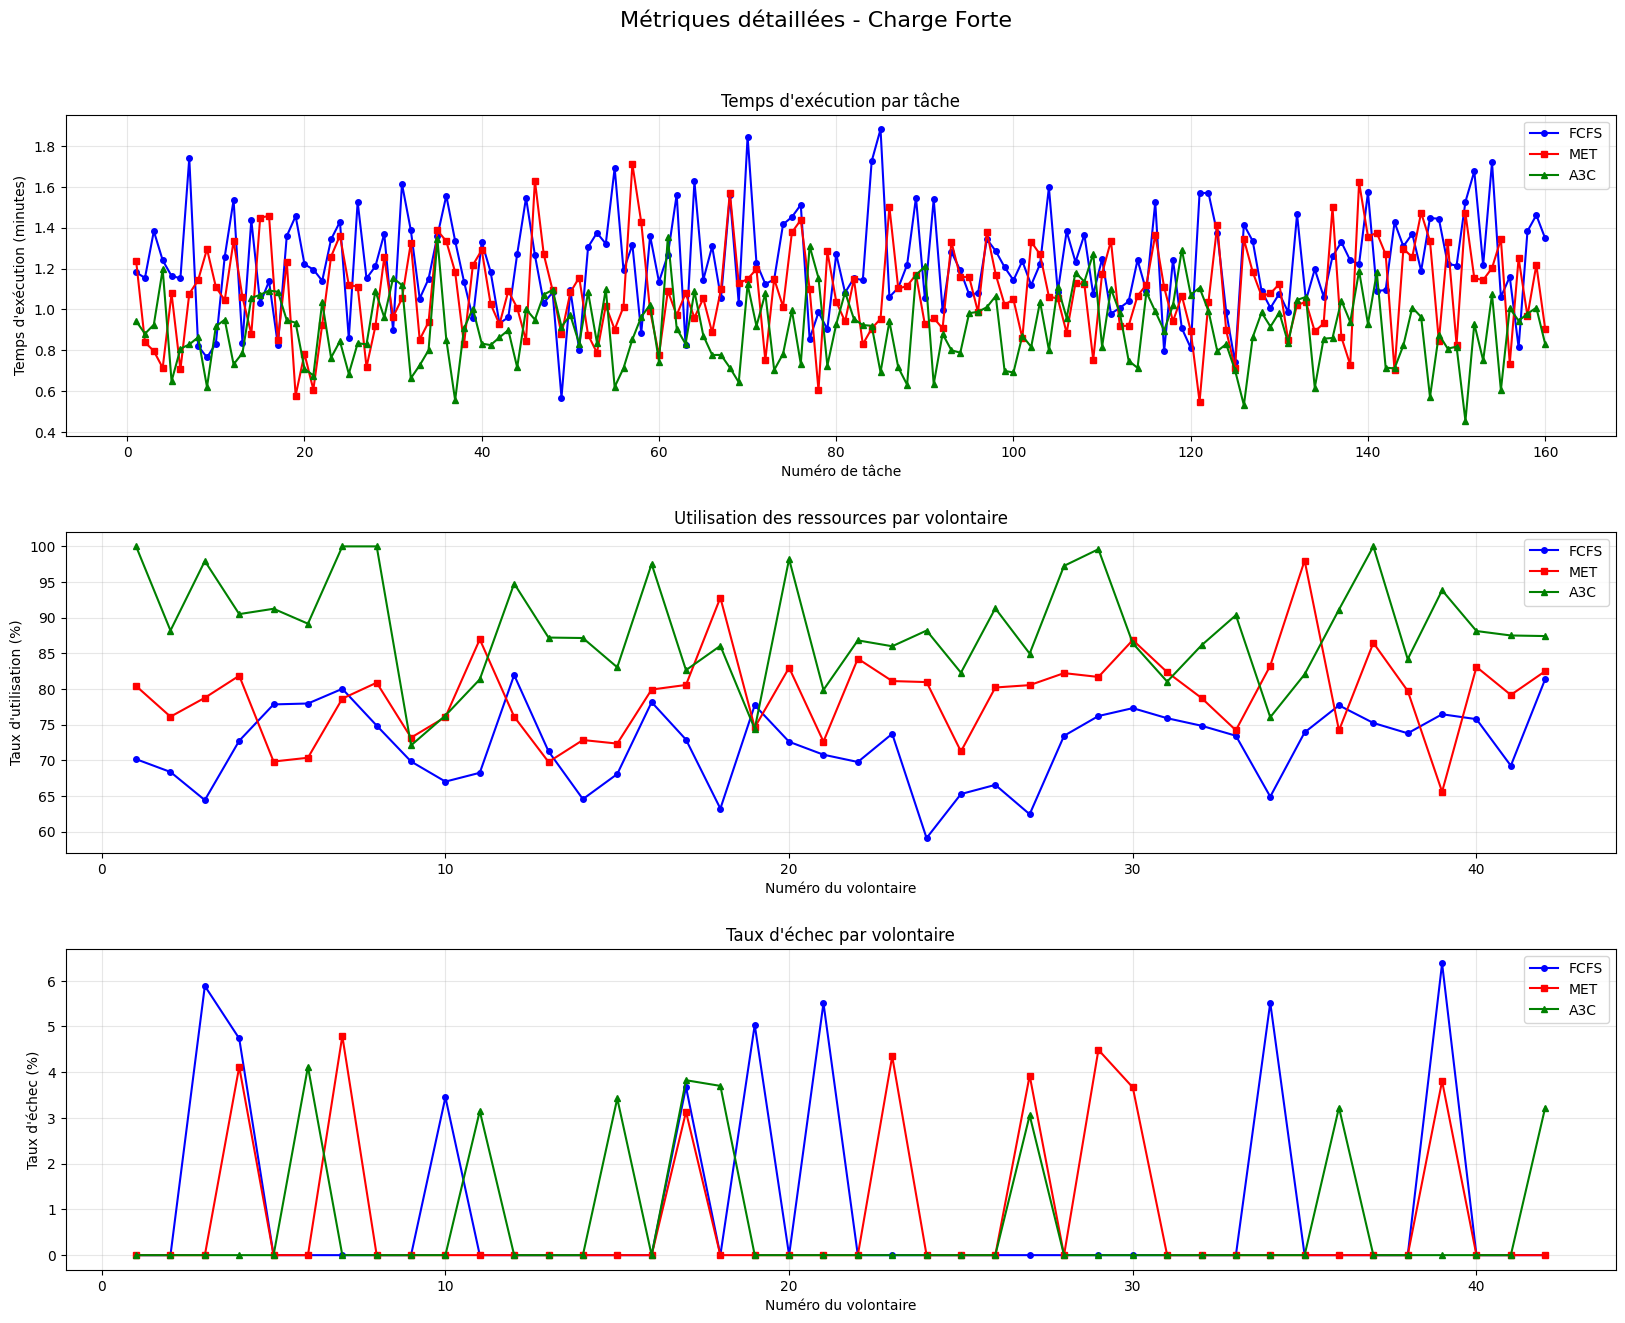 Métriques détaillées - Charge Forte
Temps d'exécution par tâche
Temps d'exécution (minutes)
1.8
1.6
1.4
1.2
1.0
0.8
0.6
0.4
FCFS
MET
A3C
0 20 40 60 80 100 120 140 160
Numéro de tâche
Utilisation des ressources par volontaire
Taux d'utilisation (%)
100
95
90
85
80
75
70
65
60
FCFS
MET
A3C
0 10 20 30 40
Numéro du volontaire
Taux d'échec par volontaire
Taux d'échec (%)
6
5
4
3
2
1
0
FCFS
MET
A3C
0 10 20 30 40
Numéro du volontaire